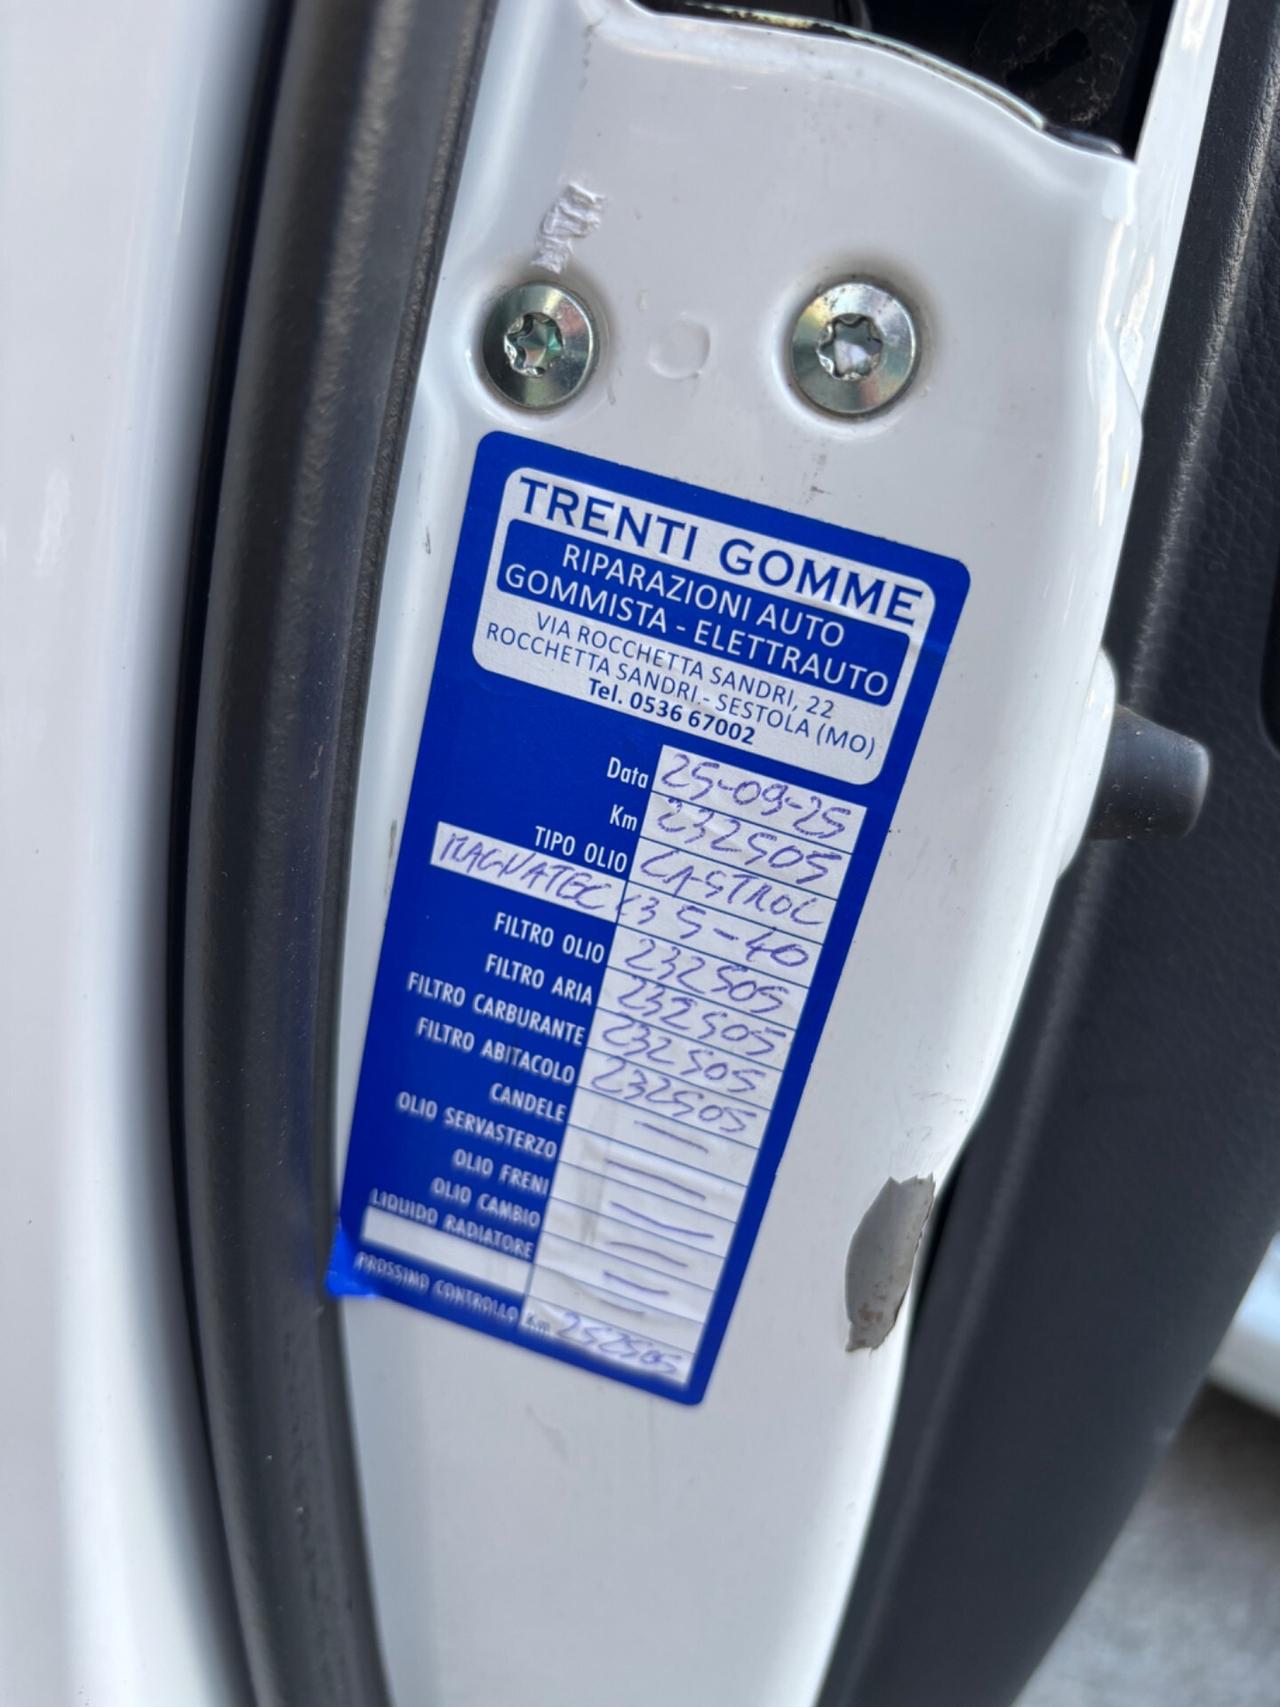 TRENTI GOMME
RIPARAZIONI AUTO
GOMMISTA - ELETTRAUTO
VIA ROCCHETTA SANDRI, 22
ROCCHETTA SANDRI - SESTOLA (MO)
Tel. 0536 67002
Data 25-09-25
Km 232505
TIPO OLIO CASTROL
MAGNATEC C3 5-40
FILTRO OLIO 232505
FILTRO ARIA 232505
FILTRO CARBURANTE 232505
FILTRO ABITACOLO 232505
CANDELE —
OLIO SERVASTERZO —
OLIO FRENI —
OLIO CAMBIO —
LIQUIDO RADIATORE —
PROSSIMO CONTROLLO Km 252505